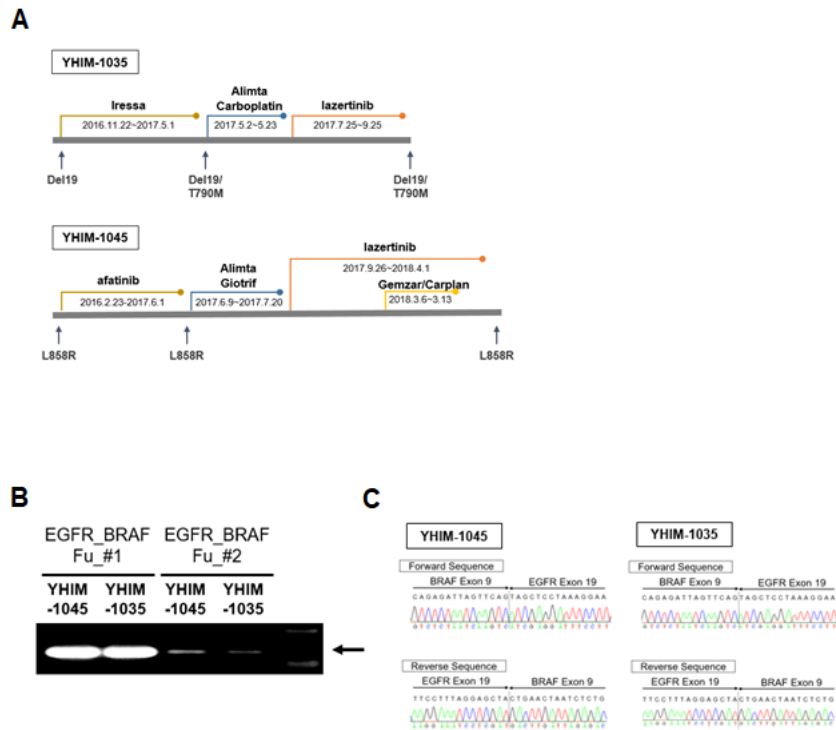 A
YHIM-1035
Iressa
2016.11.22~2017.5.1
Alimta
Carboplatin
2017.5.2~5.23
lazertinib
2017.7.25~9.25
Del19
Del19/
T790M
Del19/
T790M
YHIM-1045
afatinib
2016.2.23-2017.6.1
Alimta
Giotrif
2017.6.9~2017.7.20
lazertinib
2017.9.26~2018.4.1
Gemzar/Carplan
2018.3.6~3.13
L858R
L858R
L858R
B
EGFR_BRAF
Fu_#1
EGFR_BRAF
Fu_#2
YHIM
-1045
YHIM
-1035
YHIM
-1045
YHIM
-1035
C
YHIM-1045
Forward Sequence
BRAF Exon 9
EGFR Exon 19
CAGAGATTAGTTCAGTAGCTCCTAAAGGAA
GTCTCTAATCAAGTCATCGAGGATTTCCTT
Reverse Sequence
EGFR Exon 19
BRAF Exon 9
TTCCTTTAGGAGCTACTGAACTAATCTCTG
AAGGAAATCCTCGATGACTTGATTAGAGAC
YHIM-1035
Forward Sequence
BRAF Exon 9
EGFR Exon 19
CAGAGATTAGTTCAGTAGCTCCTAAAGGAA
GTCTCTAATCAAGTCATCGAGGATTTCCTT
Reverse Sequence
EGFR Exon 19
BRAF Exon 9
TTCCTTTAGGAGCTACTGAACTAATCTCTG
AAGGAAATCCTCGATGACTTGATTAGAGAC